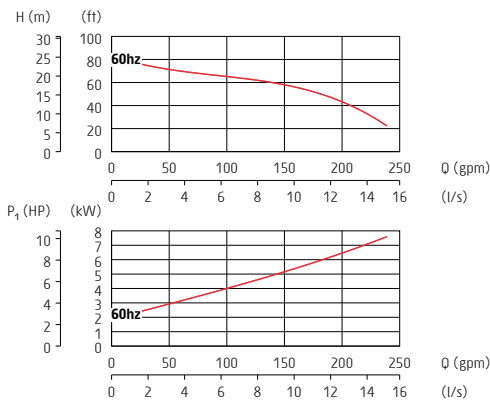 H (m) (ft)
30 100
25 80
20 60
15 40
10 20
5 0
0
60hz
0 50 100 150 200 250 Q (gpm)
0 2 4 6 8 10 12 14 16 (l/s)
P1 (HP) (kW)
10 8
8 7
6 6
4 5
2 4
0 3
2
1
0
60hz
0 50 100 150 200 250 Q (gpm)
0 2 4 6 8 10 12 14 16 (l/s)